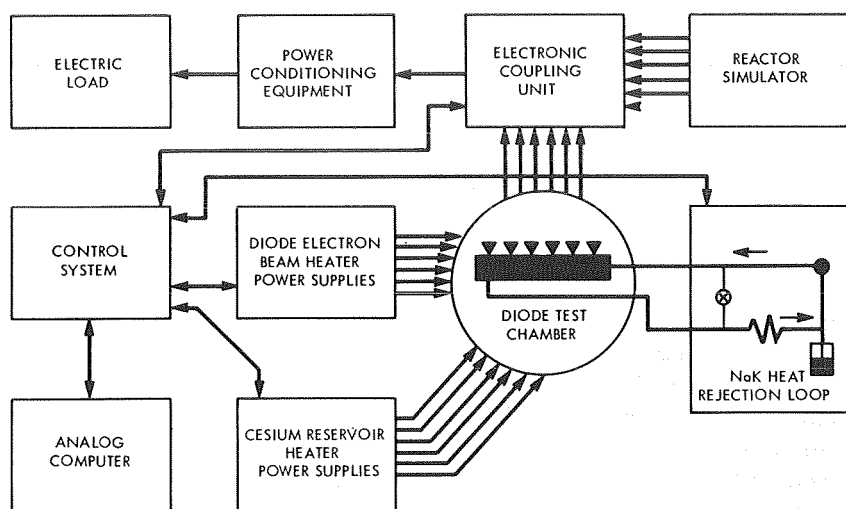 ELECTRIC
LOAD
POWER
CONDITIONING
EQUIPMENT
ELECTRONIC
COUPLING
UNIT
REACTOR
SIMULATOR
CONTROL
SYSTEM
DIODE ELECTRON
BEAM HEATER
POWER SUPPLIES
DIODE TEST
CHAMBER
NaK HEAT
REJECTION LOOP
ANALOG
COMPUTER
CESIUM RESERVOIR
HEATER
POWER SUPPLIES